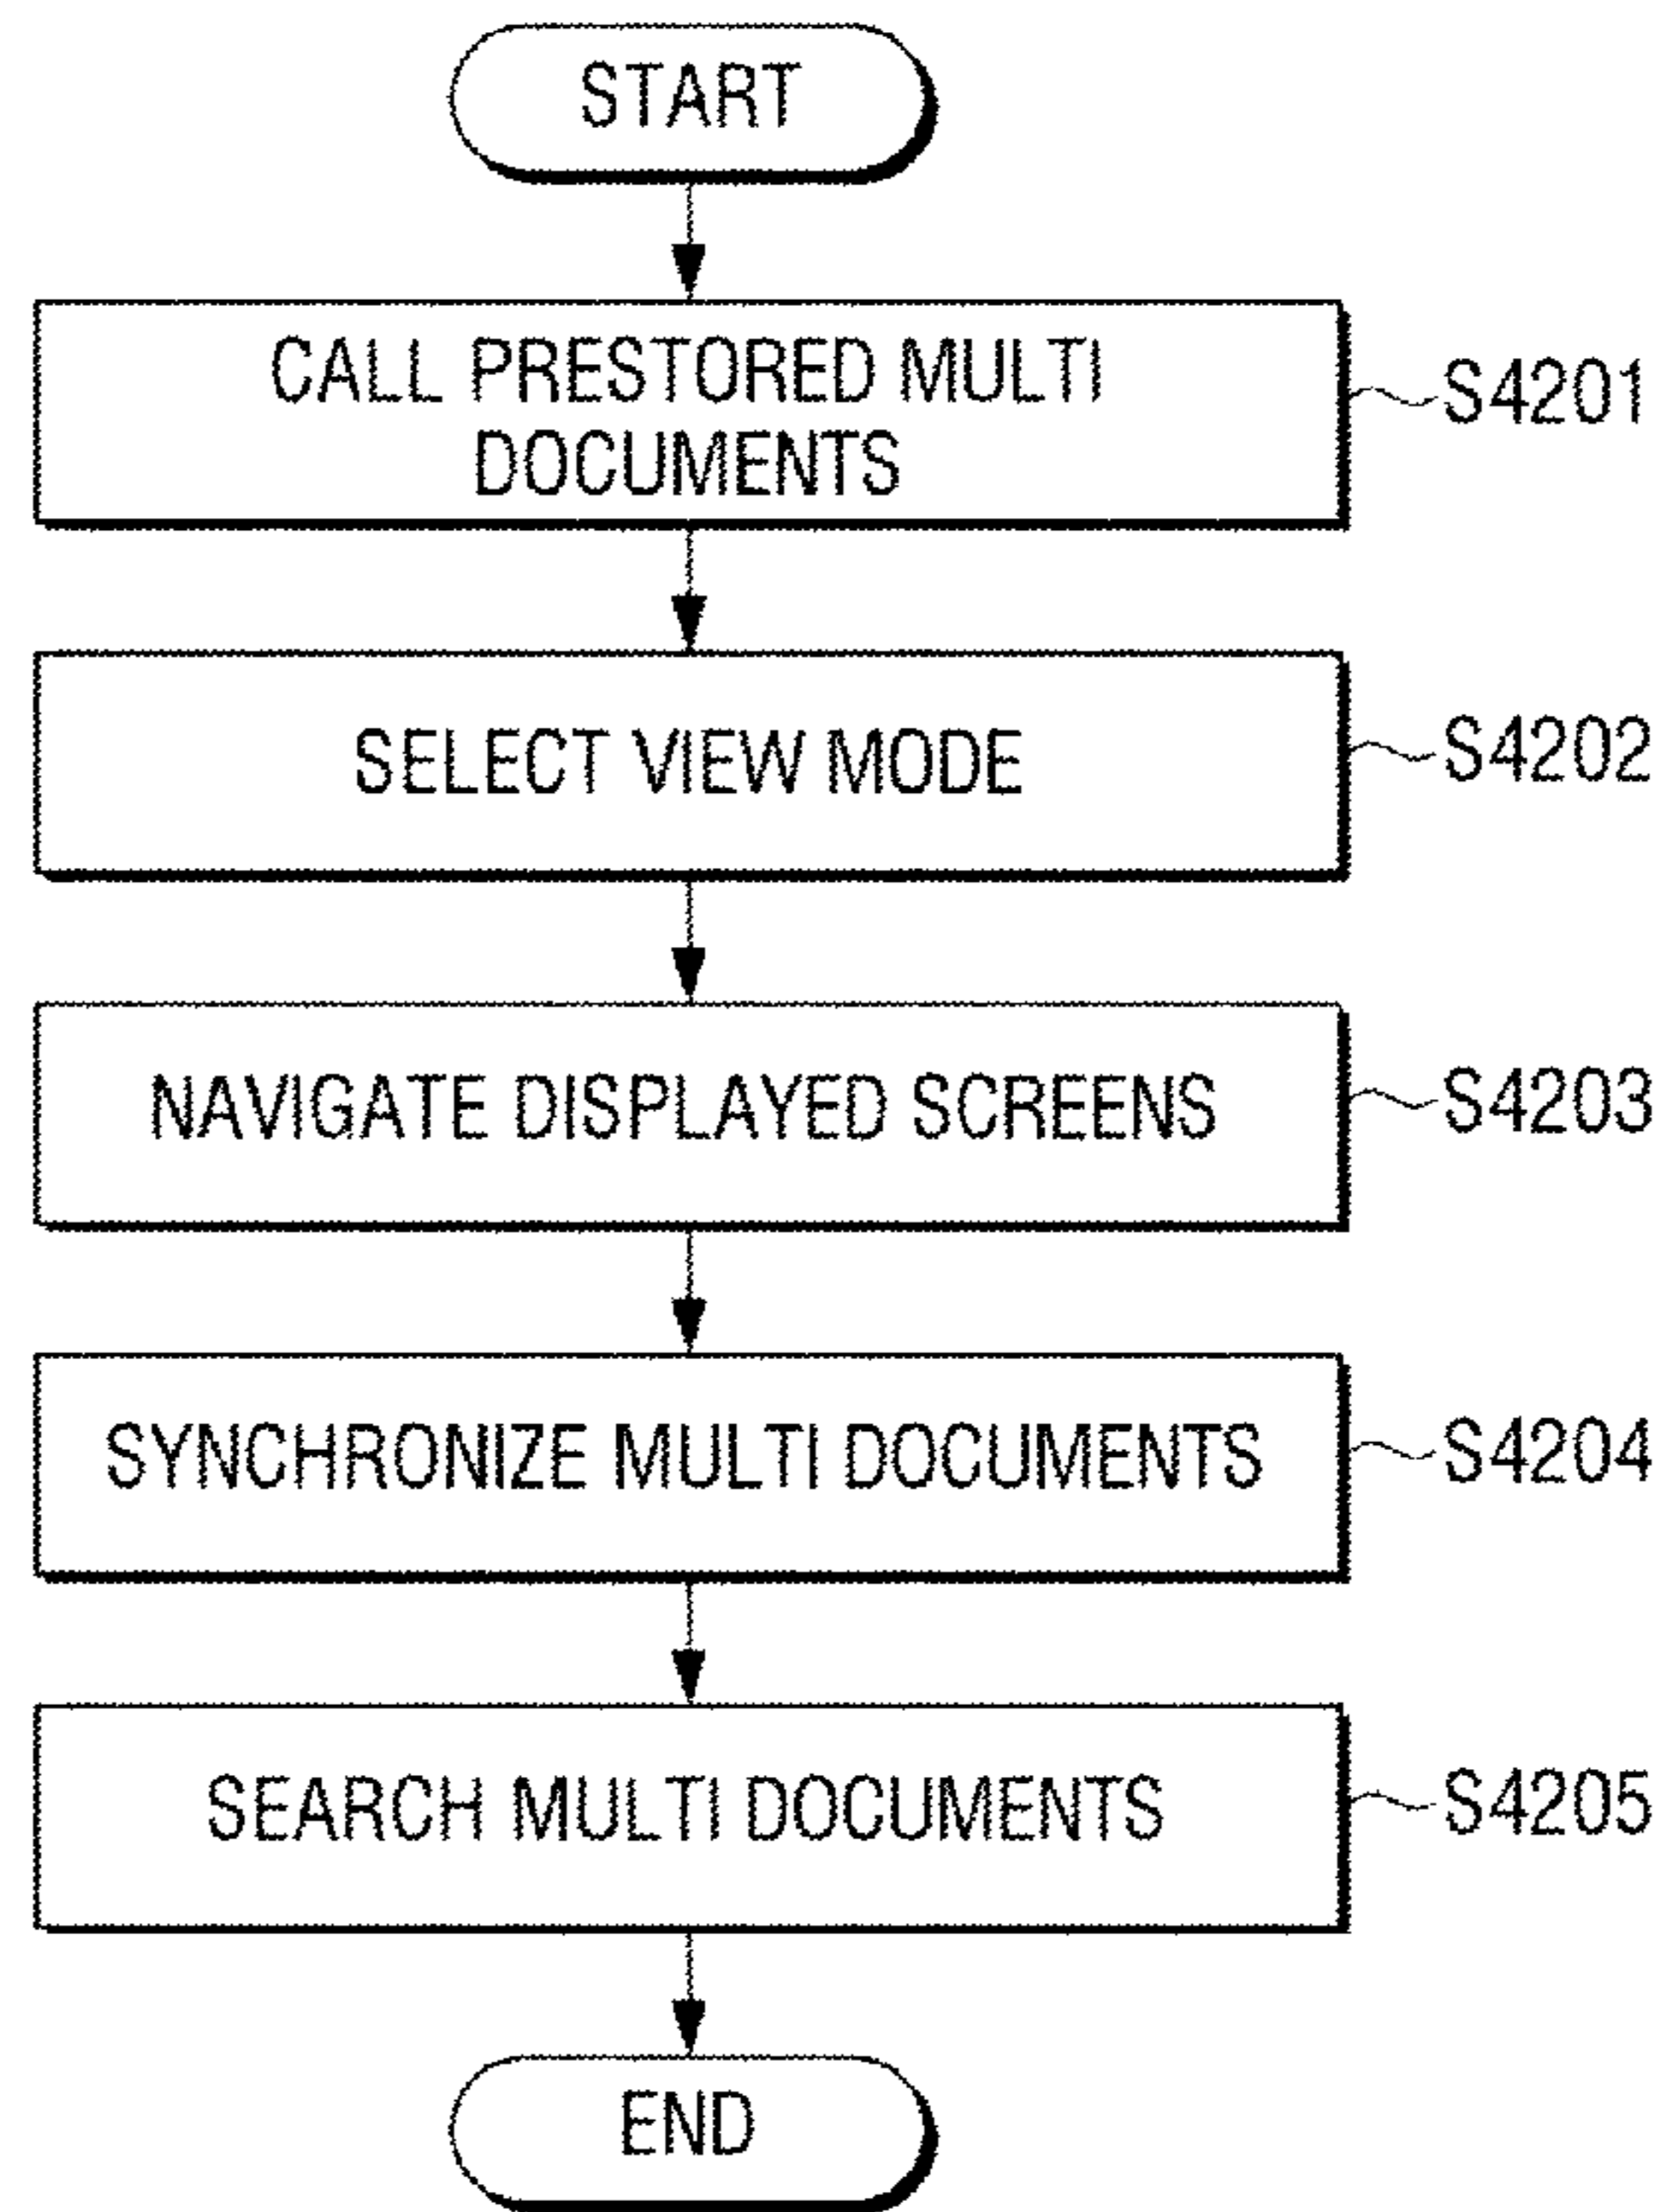 START
CALL PRESTORED MULTI
DOCUMENTS
S4201
SELECT VIEW MODE
S4202
NAVIGATE DISPLAYED SCREENS
S4203
SYNCHRONIZE MULTI DOCUMENTS
S4204
SEARCH MULTI DOCUMENTS
S4205
END